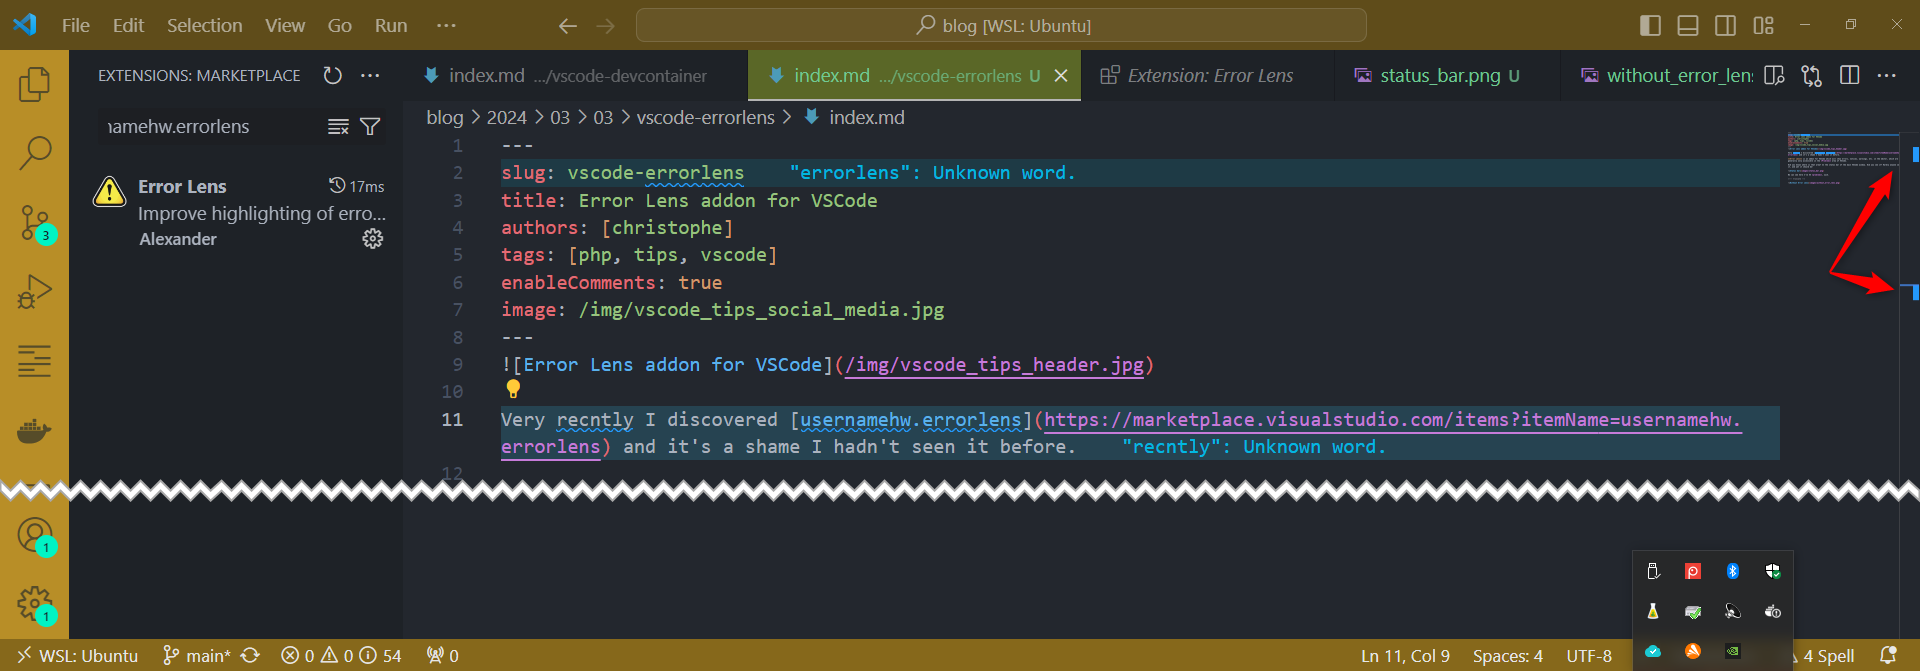 File Edit Selection View Go Run ···
blog [WSL: Ubuntu]
EXTENSIONS: MARKETPLACE
index.md .../vscode-devcontainer
index.md .../vscode-errorlens U
Extension: Error Lens
status_bar.png U
without_error_len
blog > 2024 > 03 > 03 > vscode-errorlens > index.md
namehw.errorlens
Error Lens 17ms
Improve highlighting of erro...
Alexander
1 ---
2 slug: vscode-errorlens "errorlens": Unknown word.
3 title: Error Lens addon for VSCode
4 authors: [christophe]
5 tags: [php, tips, vscode]
6 enableComments: true
7 image: /img/vscode_tips_social_media.jpg
8 ---
9 ![Error Lens addon for VSCode](/img/vscode_tips_header.jpg)
10
11 Very recntly I discovered [usernamehw.errorlens](https://marketplace.visualstudio.com/items?itemName=usernamehw.
errorlens) and it's a shame I hadn't seen it before. "recntly": Unknown word.
12
3
1
1
WSL: Ubuntu main* 0 0 54 0
Ln 11, Col 9 Spaces: 4 UTF-8 4 Spell